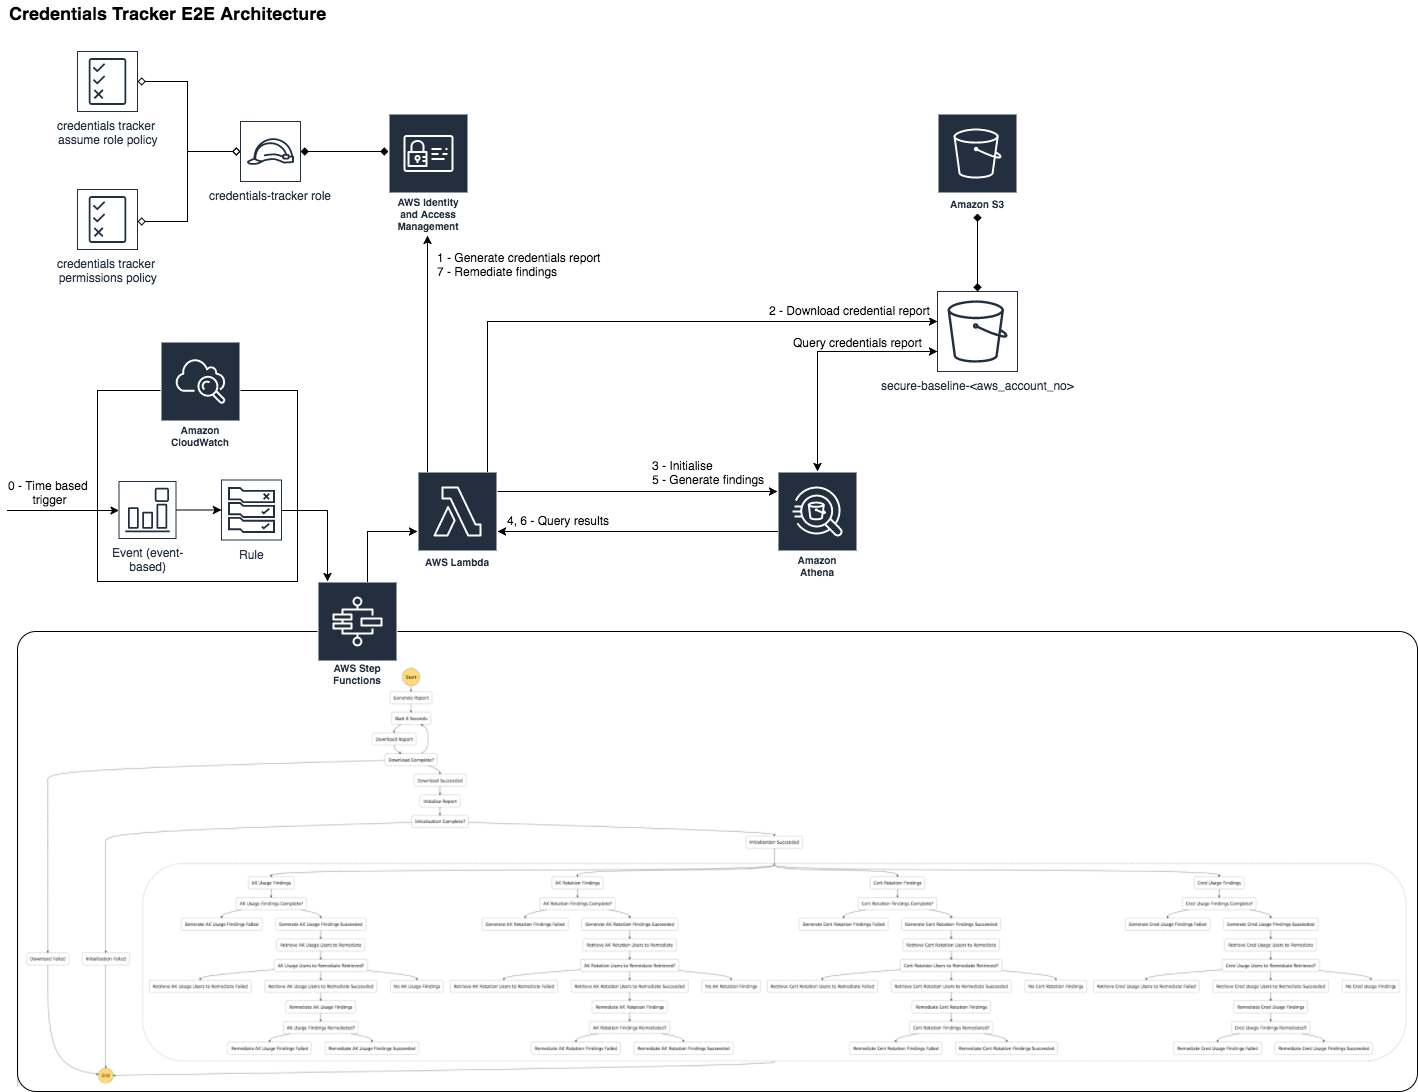 Credentials Tracker E2E Architecture
credentials tracker
assume role policy
credentials-tracker role
credentials tracker
permissions policy
AWS Identity
and Access
Management
Amazon S3
1 - Generate credentials report
7 - Remediate findings
2 - Download credential report
Query credentials report
secure-baseline-<aws_account_no>
Amazon
CloudWatch
0 - Time based
trigger
Event (event-
based)
Rule
3 - Initialise
5 - Generate findings
4, 6 - Query results
AWS Lambda
Amazon
Athena
AWS Step
Functions
Start
Generate Report
Wait X Seconds
Download Report
Download Complete?
Download Succeeded
Initialise Report
Initialisation Complete?
Initialisation Succeeded
AK Usage Findings
AK Rotation Findings
Cert Rotation Findings
Cred Usage Findings
AK Usage Findings Complete?
AK Rotation Findings Complete?
Cert Rotation Findings Complete?
Cred Usage Findings Complete?
Generate AK Usage Findings Failed
Generate AK Usage Findings Succeeded
Generate AK Rotation Findings Failed
Generate AK Rotation Findings Succeeded
Generate Cert Rotation Findings Failed
Generate Cert Rotation Findings Succeeded
Generate Cred Usage Findings Failed
Generate Cred Usage Findings Succeeded
Retrieve AK Usage Users to Remediate
Retrieve AK Rotation Users to Remediate
Retrieve Cert Rotation Users to Remediate
Retrieve Cred Usage Users to Remediate
Download Failed
Initialisation Failed
AK Usage Users to Remediate Retrieved?
AK Rotation Users to Remediate Retrieved?
Cert Rotation Users to Remediate Retrieved?
Cred Usage Users to Remediate Retrieved?
Retrieve AK Usage Users to Remediate Failed
Retrieve AK Usage Users to Remediate Succeeded
No AK Usage Findings
Retrieve AK Rotation Users to Remediate Failed
Retrieve AK Rotation Users to Remediate Succeeded
No AK Rotation Findings
Retrieve Cert Rotation Users to Remediate Failed
Retrieve Cert Rotation Users to Remediate Succeeded
No Cert Rotation Findings
Retrieve Cred Usage Users to Remediate Failed
Retrieve Cred Usage Users to Remediate Succeeded
No Cred Usage Findings
Remediate AK Usage Findings
Remediate AK Rotation Findings
Remediate Cert Rotation Findings
Remediate Cred Usage Findings
AK Usage Findings Remediated?
AK Rotation Findings Remediated?
Cert Rotation Findings Remediated?
Cred Usage Findings Remediated?
Remediate AK Usage Findings Failed
Remediate AK Usage Findings Succeeded
Remediate AK Rotation Findings Failed
Remediate AK Rotation Findings Succeeded
Remediate Cert Rotation Findings Failed
Remediate Cert Rotation Findings Succeeded
Remediate Cred Usage Findings Failed
Remediate Cred Usage Findings Succeeded
End